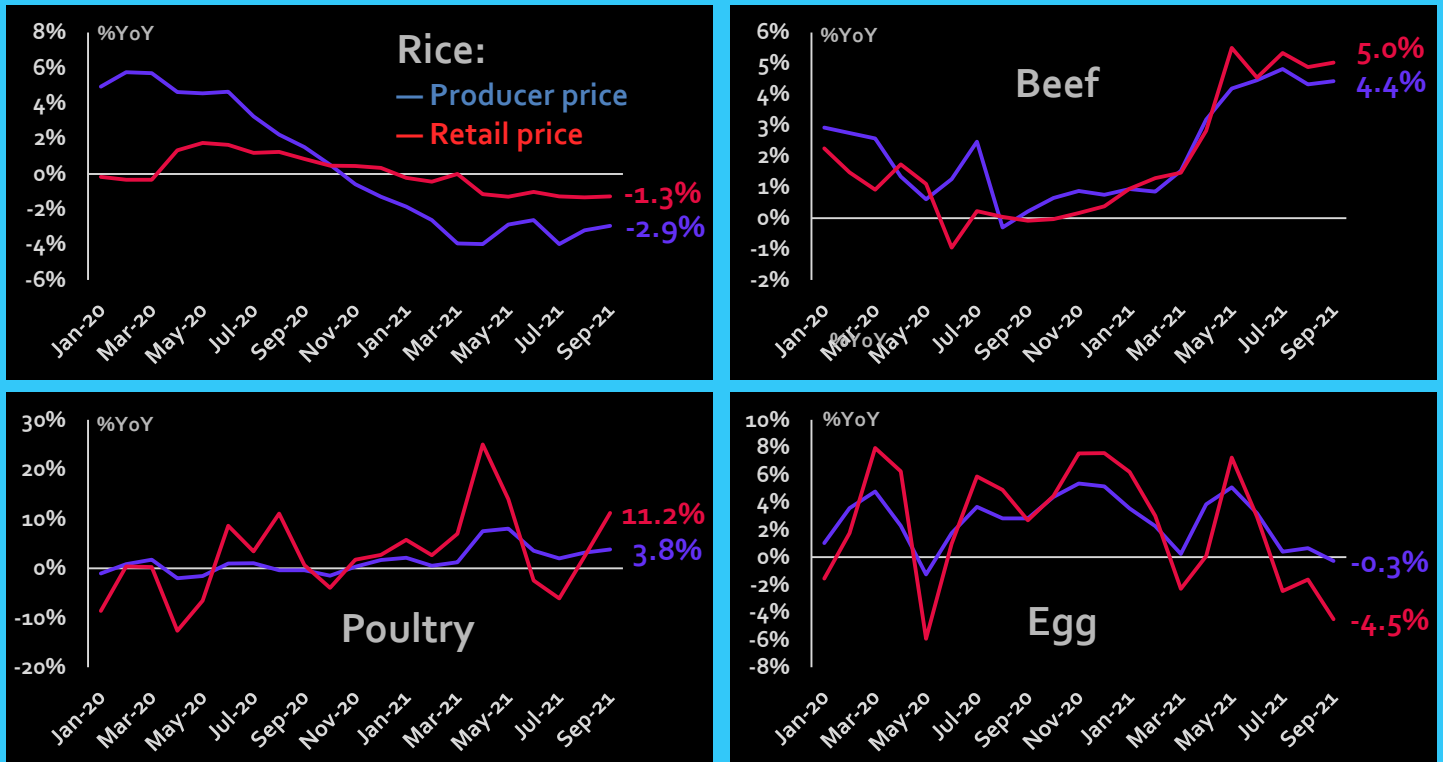 %YoY
Rice:
Producer price
Retail price
8%
6%
4%
2%
0%
-2%
-4%
-6%
-1.3%
-2.9%
Jan-20
Mar-20
May-20
Jul-20
Sep-20
Nov-20
Jan-21
Mar-21
May-21
Jul-21
Sep-21
%YoY
Beef
6%
5%
4%
3%
2%
1%
0%
-1%
-2%
5.0%
4.4%
Jan-20
Mar-20
May-20
Jul-20
Sep-20
Nov-20
Jan-21
Mar-21
May-21
Jul-21
Sep-21
%YoY
%YoY
Poultry
30%
20%
10%
0%
-10%
-20%
11.2%
3.8%
Jan-20
Mar-20
May-20
Jul-20
Sep-20
Nov-20
Jan-21
Mar-21
May-21
Jul-21
Sep-21
%YoY
Egg
10%
8%
6%
4%
2%
0%
-2%
-4%
-6%
-8%
-0.3%
-4.5%
Jan-20
Mar-20
May-20
Jul-20
Sep-20
Nov-20
Jan-21
Mar-21
May-21
Jul-21
Sep-21